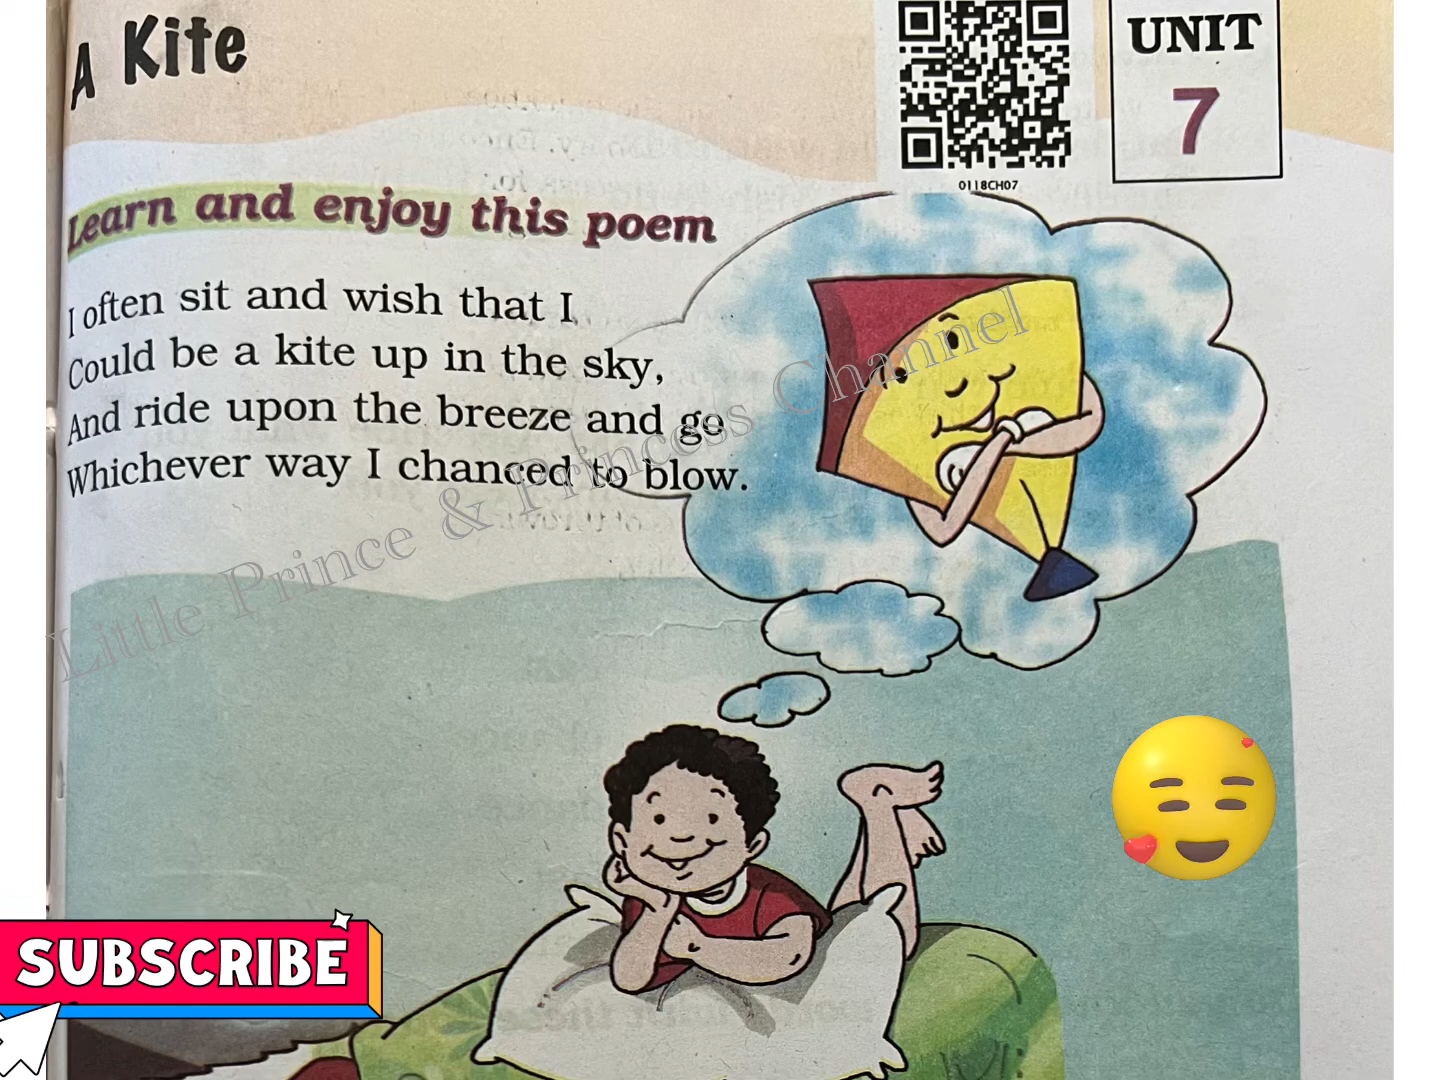 A Kite
UNIT
7
0118CH07
Learn and enjoy this poem
I often sit and wish that I
Could be a kite up in the sky,
And ride upon the breeze and go
Whichever way I chanced to blow.
Little Prince & Princess Channel
SUBSCRIBE